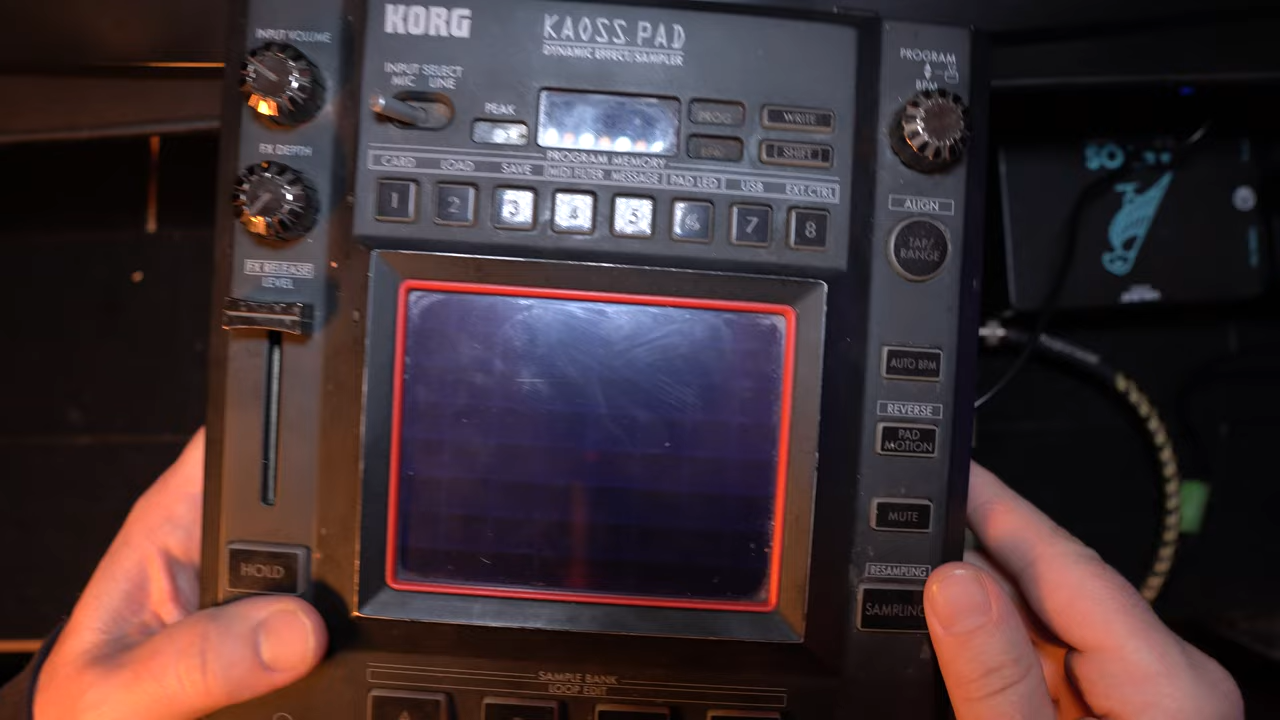 INPUT VOLUME
KORG
KAOSS PAD
DYNAMIC EFFECT/SAMPLER
INPUT SELECT
MIC LINE
PEAK
PROG
WRITE
SHIFT
PROGRAM
BPM
FX DEPTH
PROGRAM MEMORY
CARD LOAD SAVE MIDI FILTER MESSAGE PAD LED USB EXT.CTRL
1 2 3 4 5 6 7 8
ALIGN
TAP/
RANGE
FX RELEASE
LEVEL
AUTO BPM
REVERSE
PAD
MOTION
MUTE
HOLD
RESAMPLING
SAMPLING
SAMPLE BANK
LOOP EDIT